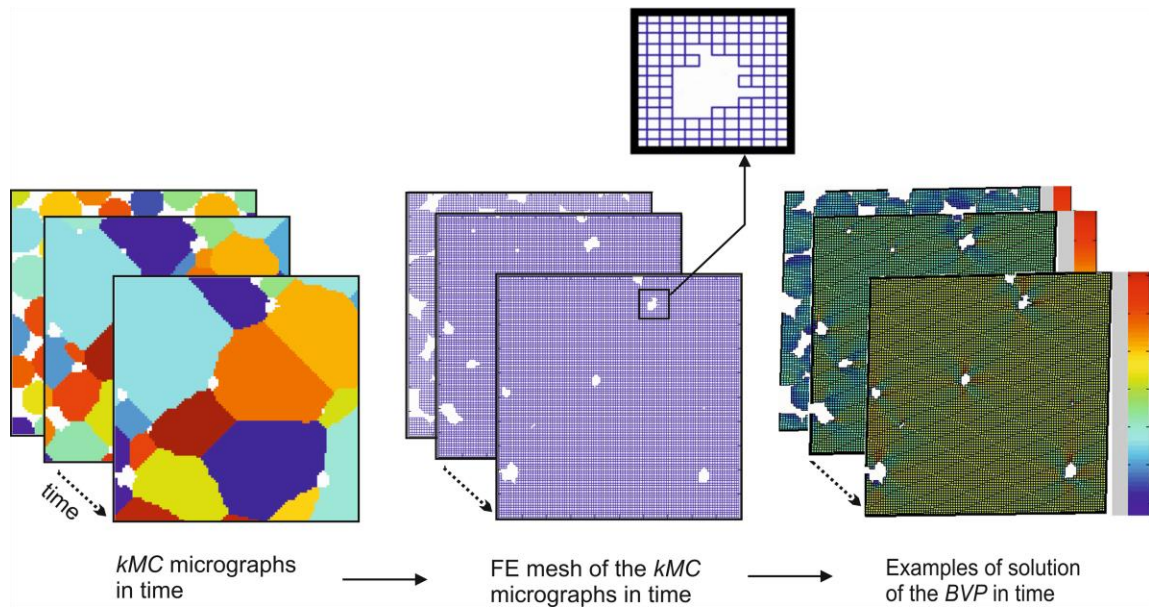 time
kMC micrographs
in time
FE mesh of the kMC
micrographs in time
Examples of solution
of the BVP in time